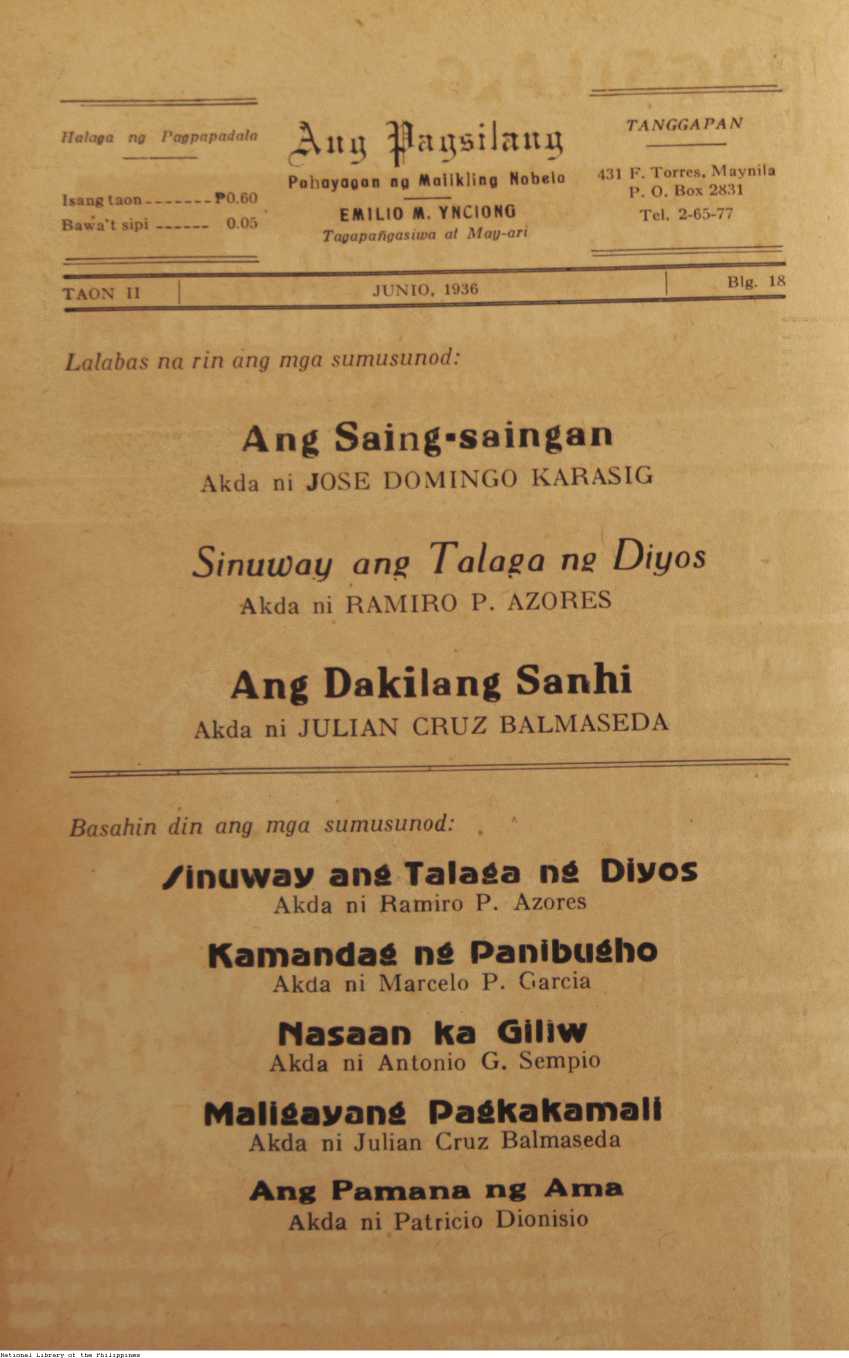 Halaga ng Pagpapadala
Isang taon ------- ₱0.60
Bawa't sipi ------ 0.05
Ang Pagsilang
Pahayagan ng Maiikling Nobela
EMILIO M. YNCIONG
Tagapañgasiwa at May-ari
TANGGAPAN
431 F. Torres, Maynila
P. O. Box 2831
Tel. 2-65-77
TAON II JUNIO, 1936 Blg. 18
Lalabas na rin ang mga sumusunod:
Ang Saing-saingan
Akda ni JOSE DOMINGO KARASIG
Sinuway ang Talaga ng Diyos
Akda ni RAMIRO P. AZORES
Ang Dakilang Sanhi
Akda ni JULIAN CRUZ BALMASEDA
Basahin din ang mga sumusunod:
Sinuway ang Talaga ng Diyos
Akda ni Ramiro P. Azores
Kamandag ng Panibugho
Akda ni Marcelo P. Garcia
Nasaan ka Giliw
Akda ni Antonio G. Sempio
Maligayang Pagkakamali
Akda ni Julian Cruz Balmaseda
Ang Pamana ng Ama
Akda ni Patricio Dionisio
National Library of the Philippines